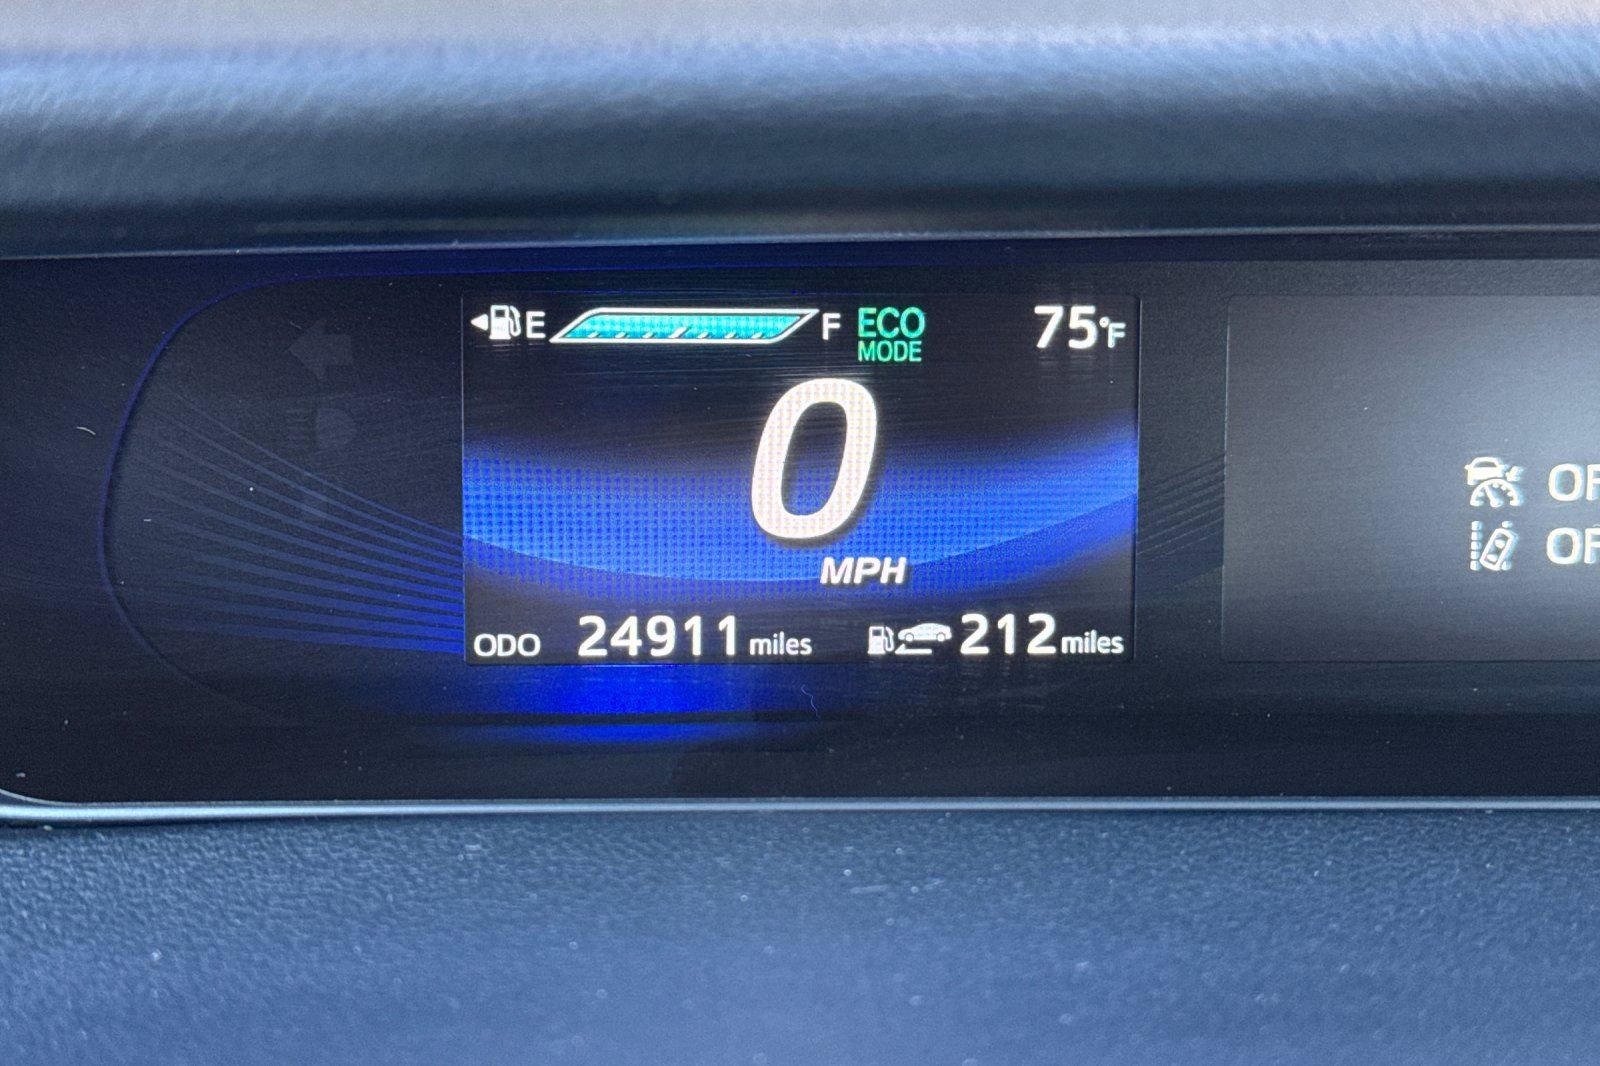 E F ECO 75°F
MODE
0
MPH
ODO 24911 miles 212 miles